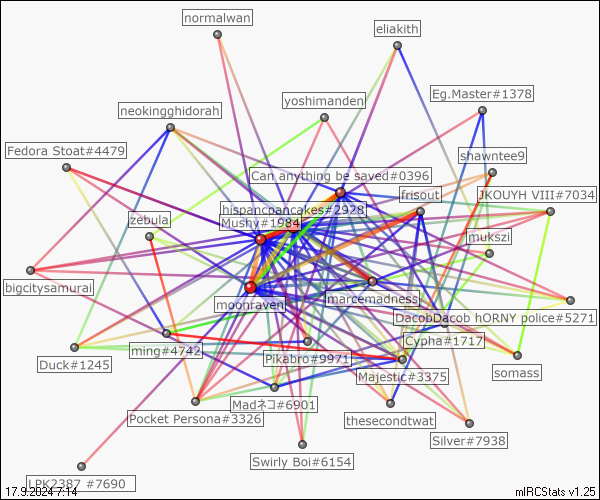 normalwan
eliakith
Eg.Master#1378
yoshimanden
neokingghidorah
Fedora Stoat#4479
shawntee9
Can anything be saved#0396
JKOUYH VIII#7034
frisout
hispancpancakes#2928
zebula
Mushy#1984
mukszi
bigcitysamurai
moonraven
marcemadness
DacobDacob hORNY police#5271
Cypha#1717
ming#4742
Pikabro#9971
Duck#1245
somass
Majestic#3375
Madネコ#6901
Pocket Persona#3326
thesecondtwat
Silver#7938
Swirly Boi#6154
LPK2387 #7690
17.9.2024 7:14
mIRCStats v1.25